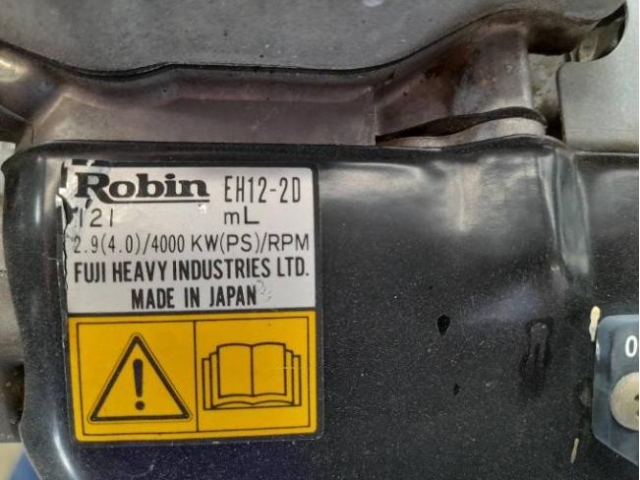 Robin EH12-2D
121 mL
2.9(4.0)/4000 KW(PS)/RPM
FUJI HEAVY INDUSTRIES LTD.
MADE IN JAPAN
0